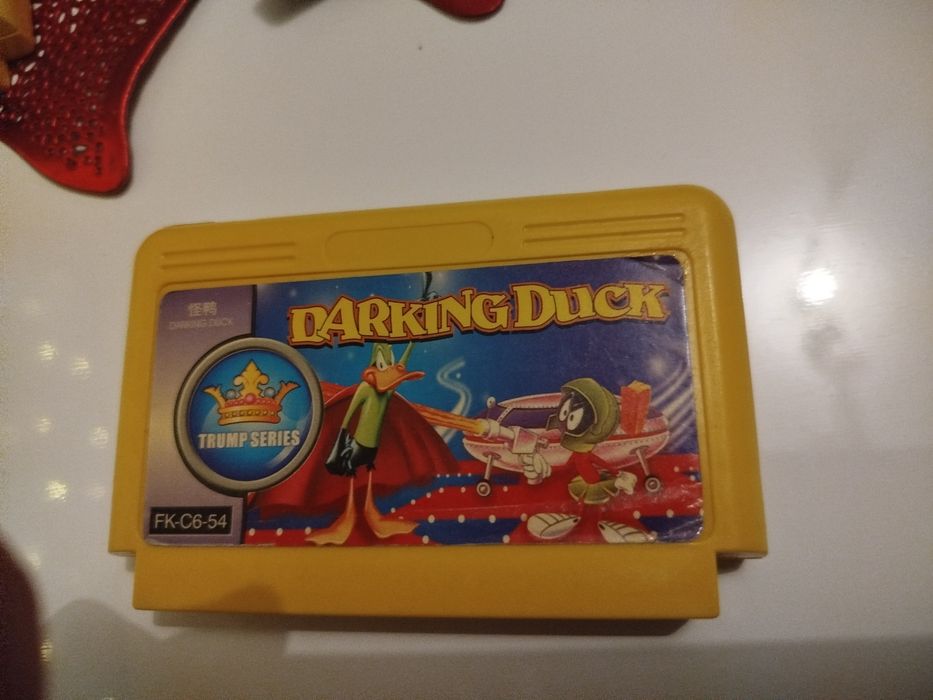 怪鸭
DARKING DUCK
DARKING DUCK
TRUMP SERIES
FK-C6-54